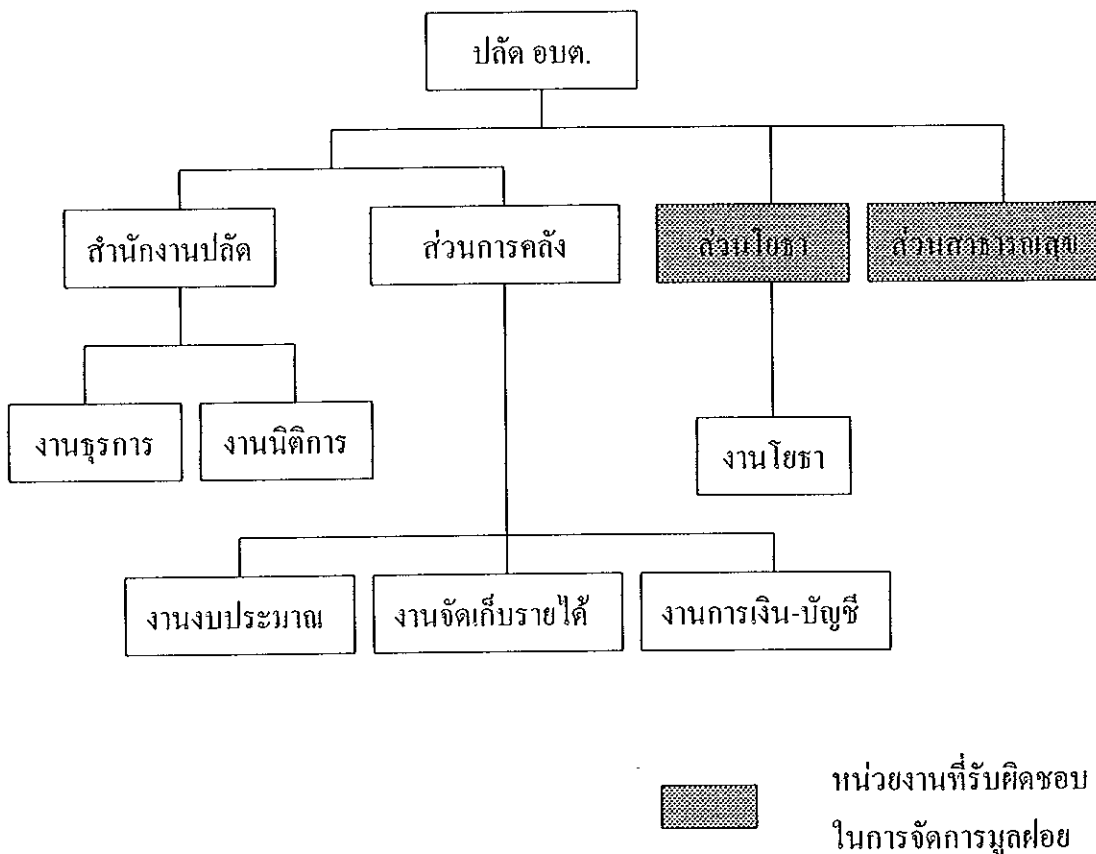 ปลัด อบต.
สำนักงานปลัด
ส่วนการคลัง
ส่วนโยธา
ส่วนสาธารณสุข
งานธุรการ
งานนิติการ
งานโยธา
งานงบประมาณ
งานจัดเก็บรายได้
งานการเงิน-บัญชี
หน่วยงานที่รับผิดชอบ
ในการจัดการมูลฝอย